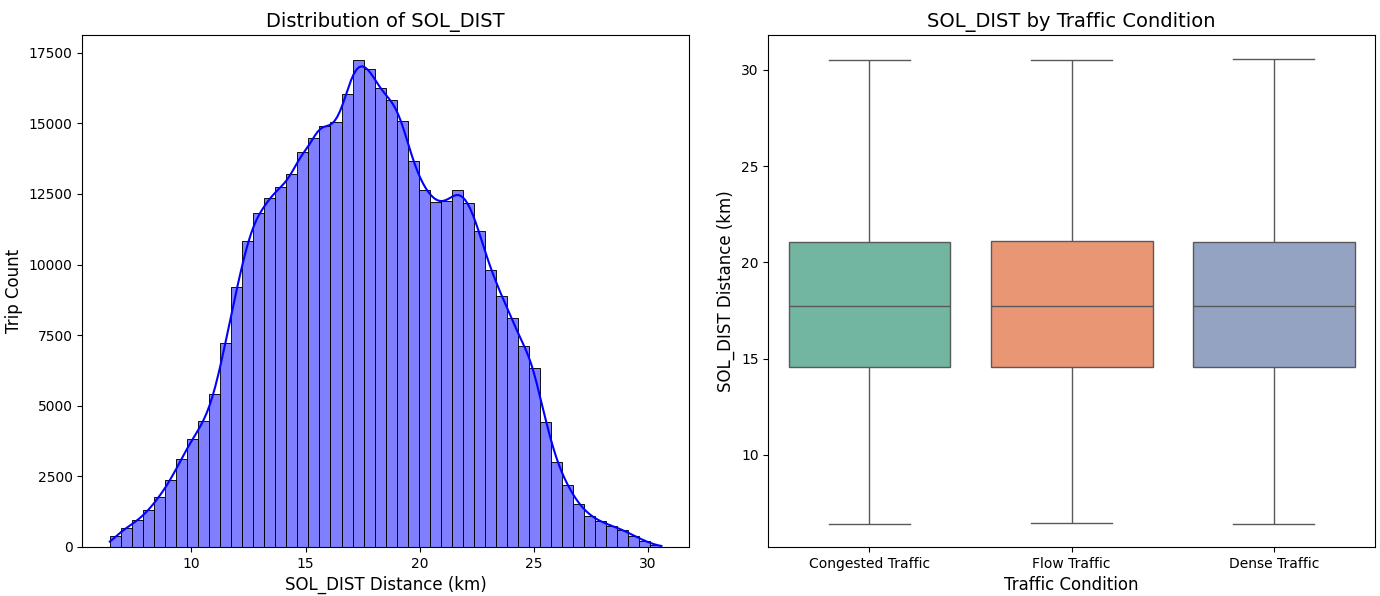 Distribution of SOL_DIST
Trip Count
17500
15000
12500
10000
7500
5000
2500
0
10
15
20
25
30
SOL_DIST Distance (km)
SOL_DIST by Traffic Condition
SOL_DIST Distance (km)
30
25
20
15
10
Congested Traffic
Flow Traffic
Dense Traffic
Traffic Condition